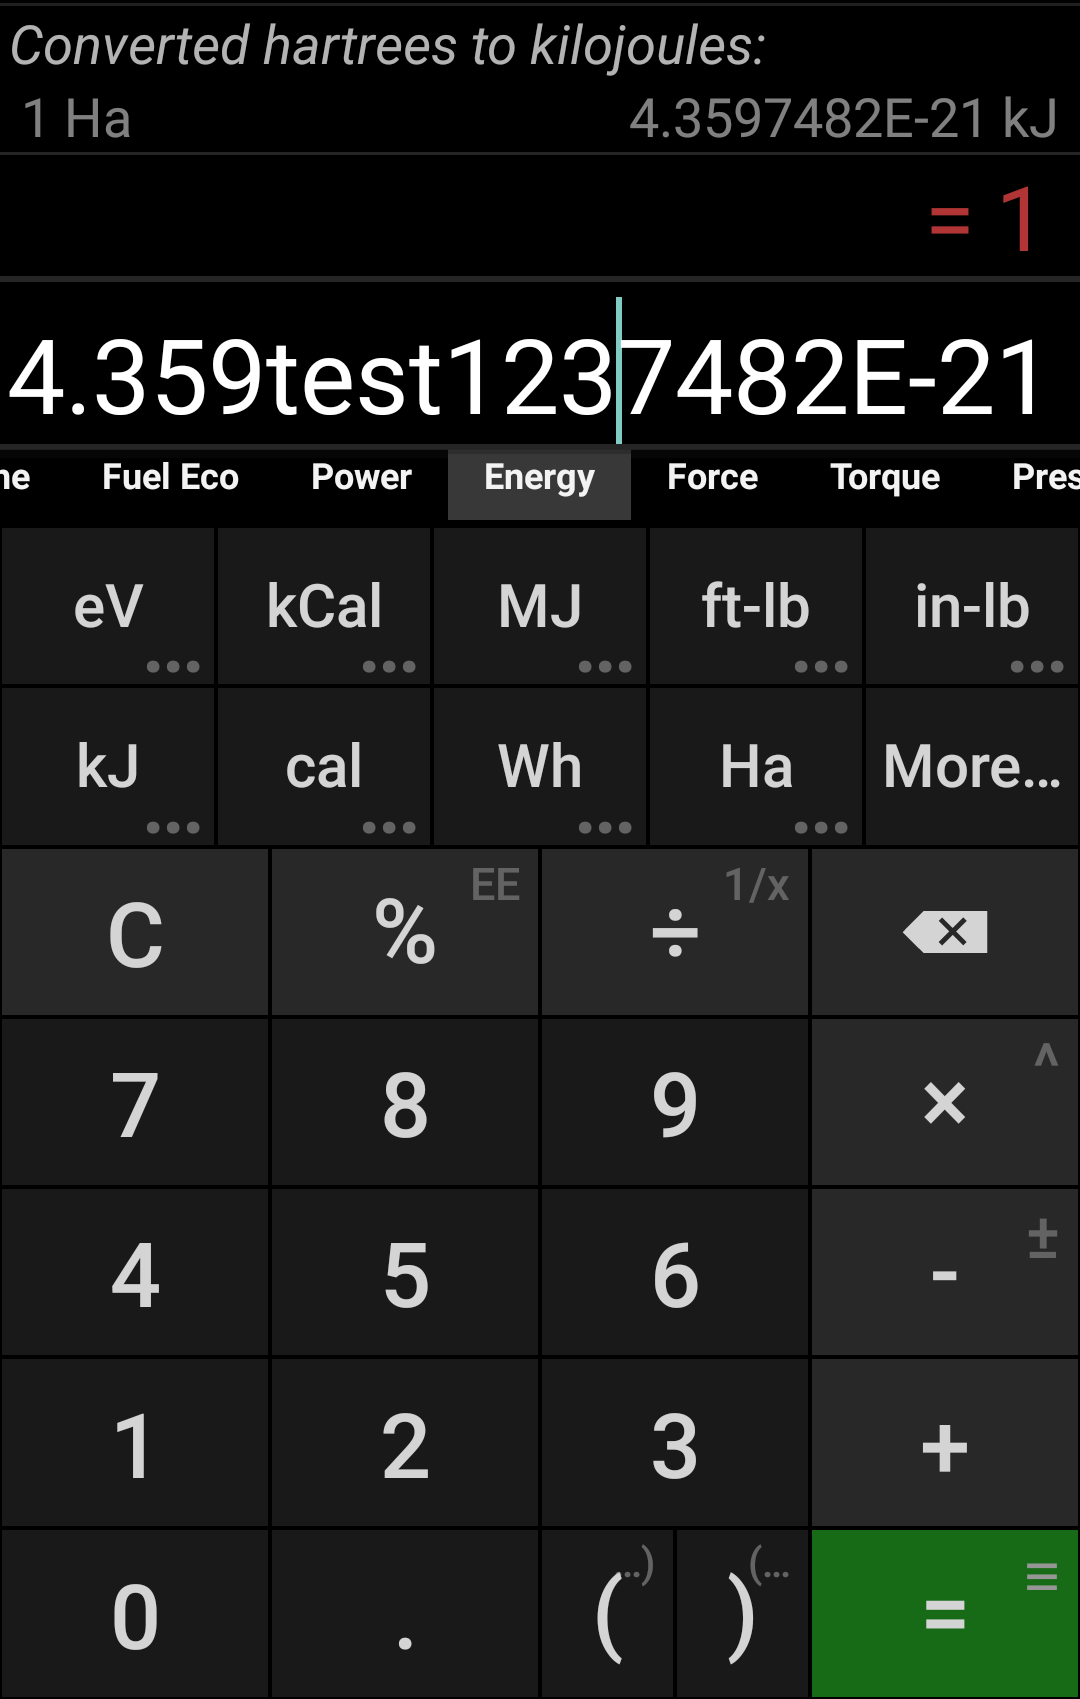 Converted hartrees to kilojoules:
1 Ha 4.3597482E-21 kJ
= 1
4.359test1237482E-21
ne Fuel Eco Power Energy Force Torque Pres
eV kCal MJ ft-lb in-lb
... ... ... ... ...
kJ cal Wh Ha More...
... ... ... ...
C % EE ÷ 1/x
7 8 9 × ^
4 5 6 - ±
1 2 3 +
0 . ( ..) ) (... = ≡